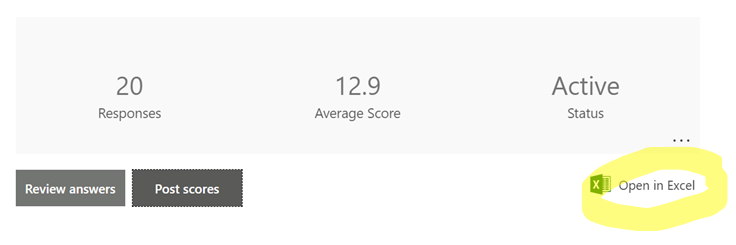 20 12.9 Active
Responses Average Score Status
...
Review answers Post scores Open in Excel